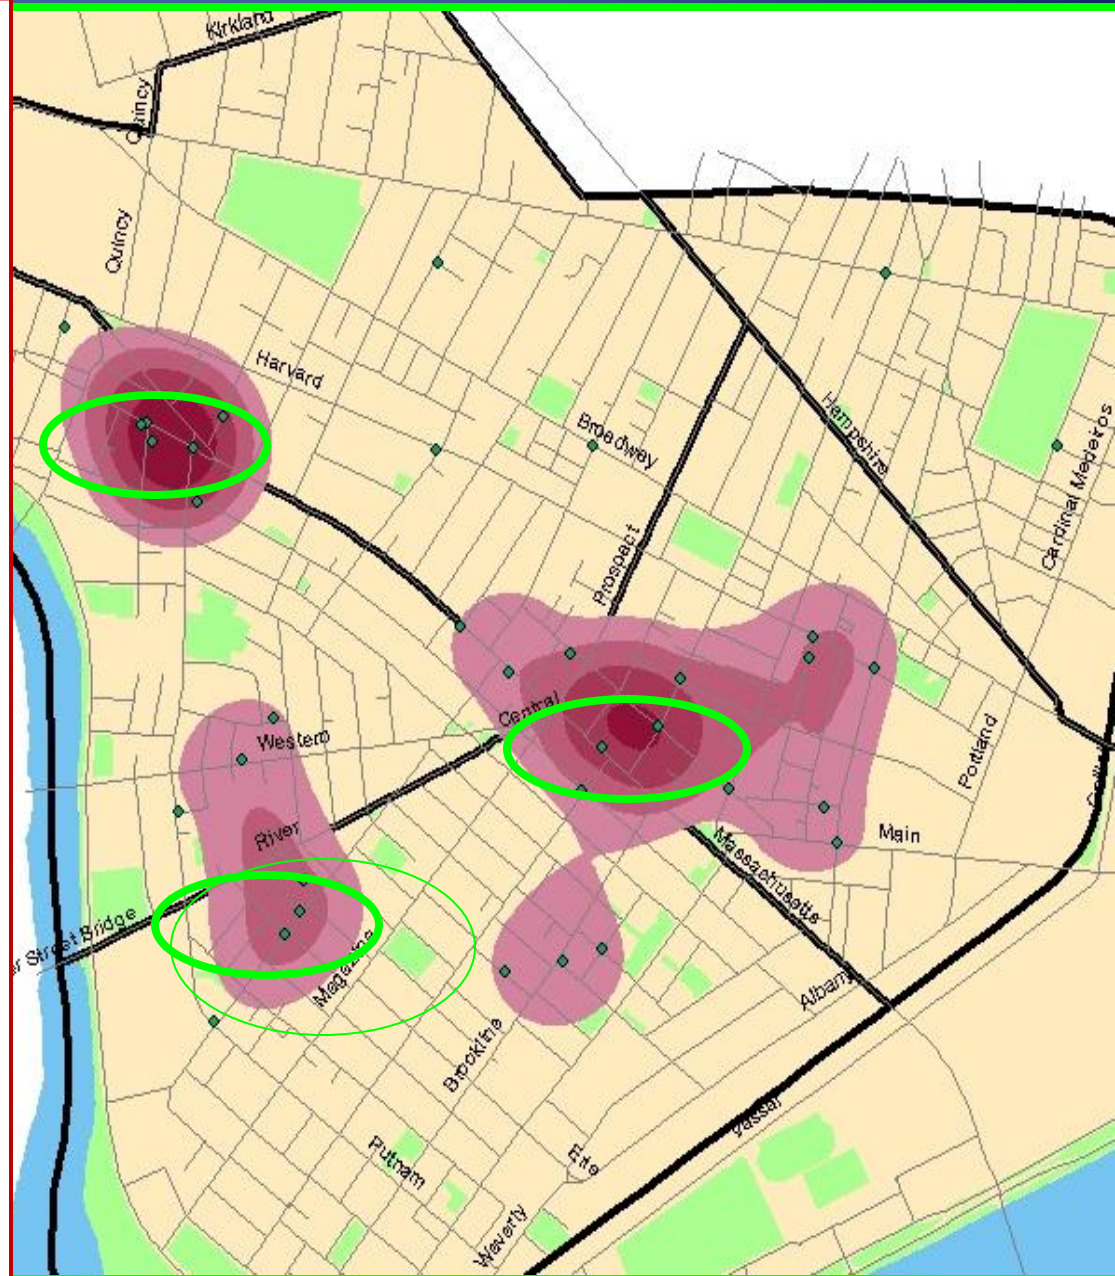 Kirkland
Quincy
Quincy
Harvard
Broadway
Hampshire
Cardinal Medeiros
Prospect
Central
Western
River
Portland
Main
Massachusetts
er Street Bridge
Magazine
Albany
Brookline
Vassar
Putnam
Erie
Waverly